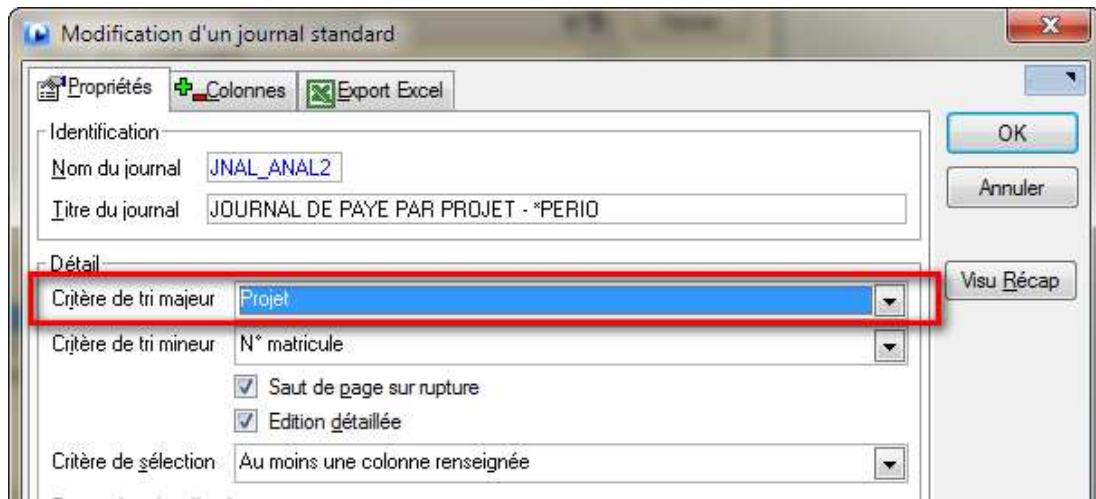 Modification d'un journal standard
Propriétés Colonnes Export Excel
Identification
OK
Nom du journal JNAL_ANAL2
Annuler
Titre du journal JOURNAL DE PAYE PAR PROJET - *PERIO
Détail
Visu Récap
Critère de tri majeur Projet
Critère de tri mineur N° matricule
Saut de page sur rupture
Edition détaillée
Critère de sélection Au moins une colonne renseignée